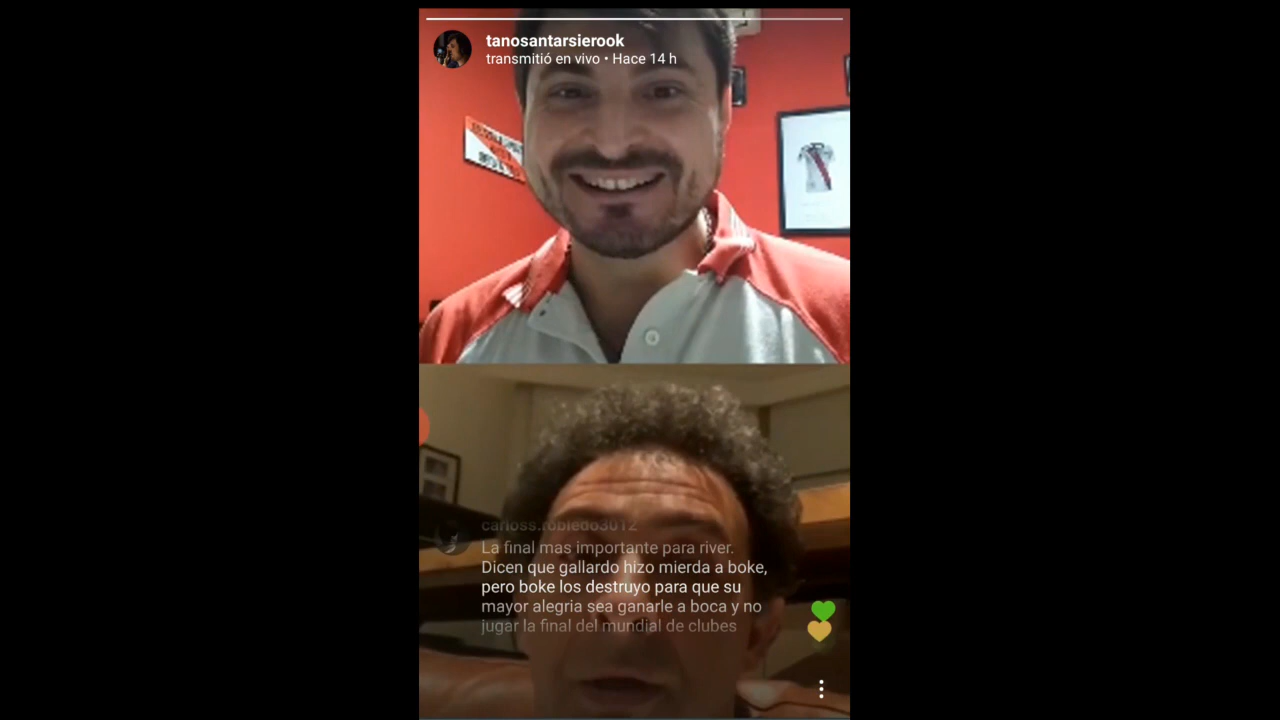 tanosantarsierook
transmitió en vivo • Hace 14 h
carloss.robledo3012
La final mas importante para river.
Dicen que gallardo hizo mierda a boke,
pero boke los destruyo para que su
mayor alegria sea ganarle a boca y no
jugar la final del mundial de clubes